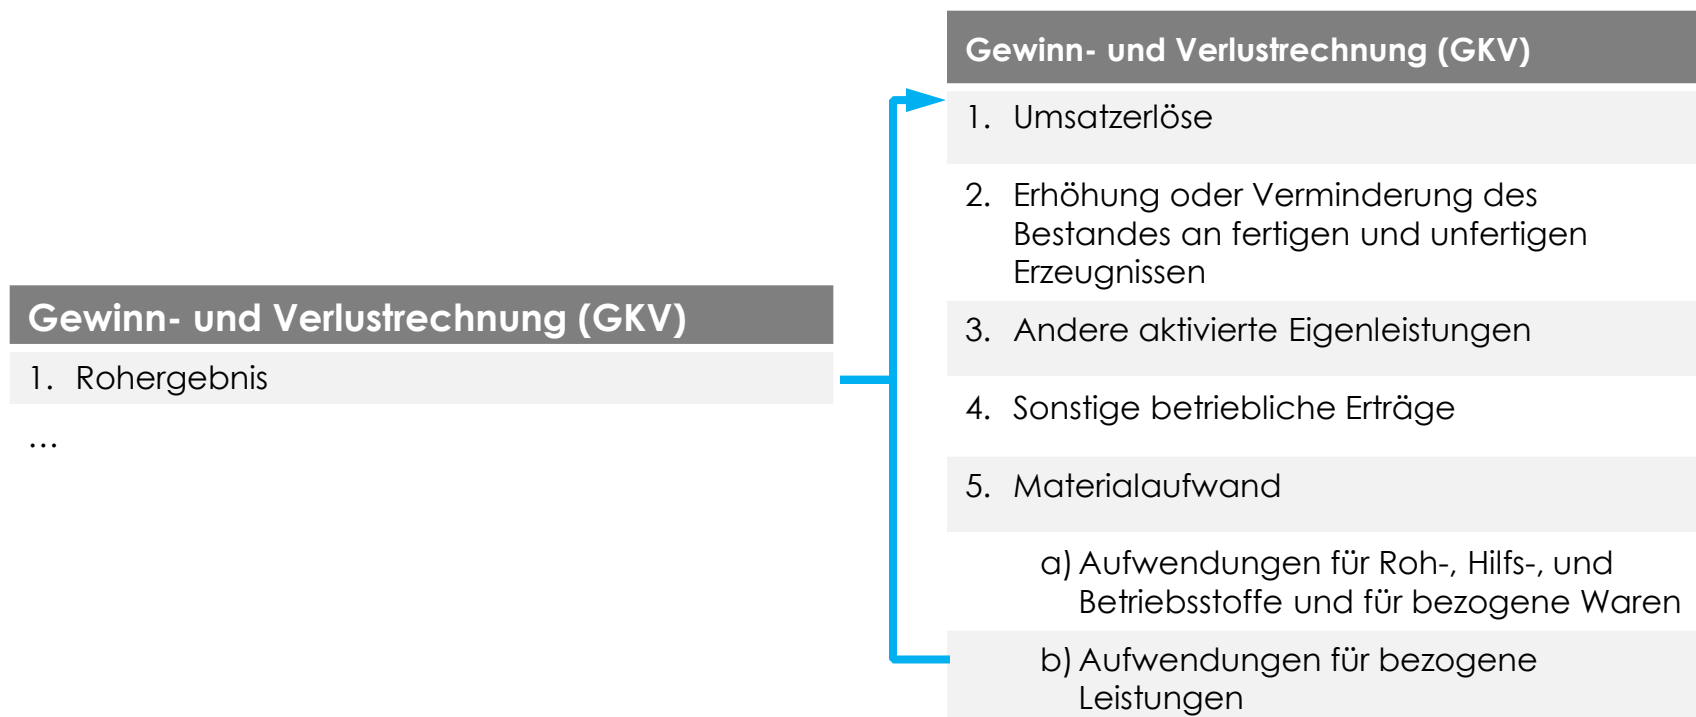 Gewinn- und Verlustrechnung (GKV)
1. Rohergebnis
…
Gewinn- und Verlustrechnung (GKV)
1. Umsatzerlöse
2. Erhöhung oder Verminderung des
Bestandes an fertigen und unfertigen
Erzeugnissen
3. Andere aktivierte Eigenleistungen
4. Sonstige betriebliche Erträge
5. Materialaufwand
a) Aufwendungen für Roh-, Hilfs-, und
Betriebsstoffe und für bezogene Waren
b) Aufwendungen für bezogene
Leistungen